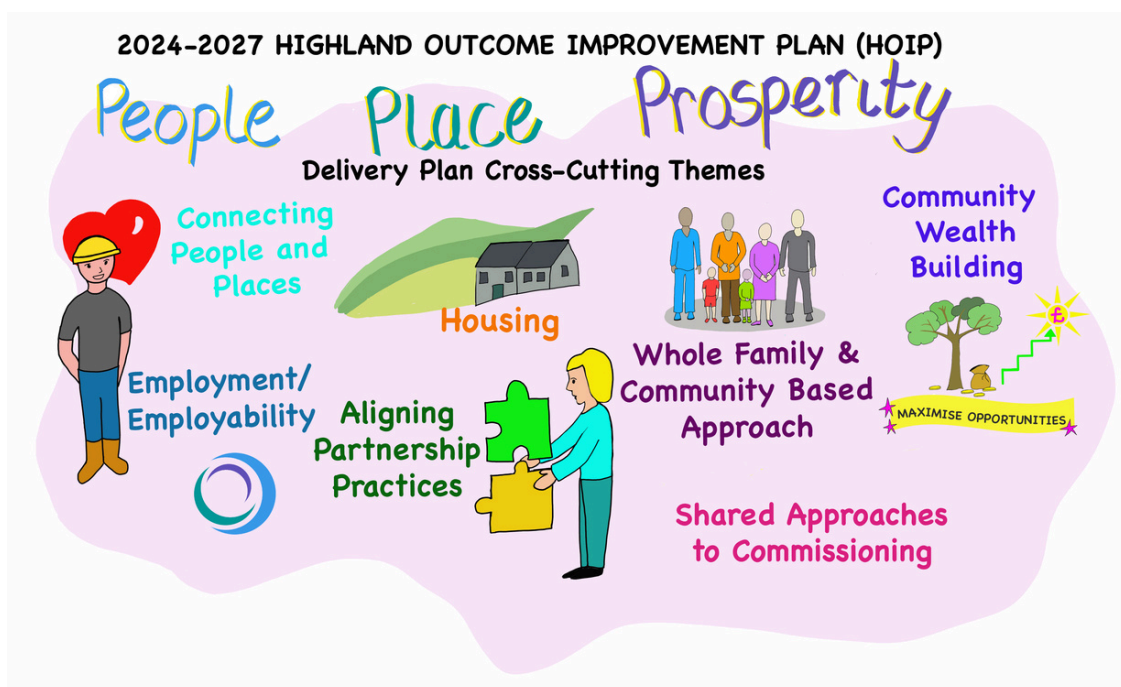 2024-2027 HIGHLAND OUTCOME IMPROVEMENT PLAN (HOIP)
People Place Prosperity
Delivery Plan Cross-Cutting Themes
Connecting
People and
Places
Housing
Community
Wealth
Building
Employment/
Employability
Aligning
Partnership
Practices
Whole Family &
Community Based
Approach
£
MAXIMISE OPPORTUNITIES
Shared Approaches
to Commissioning